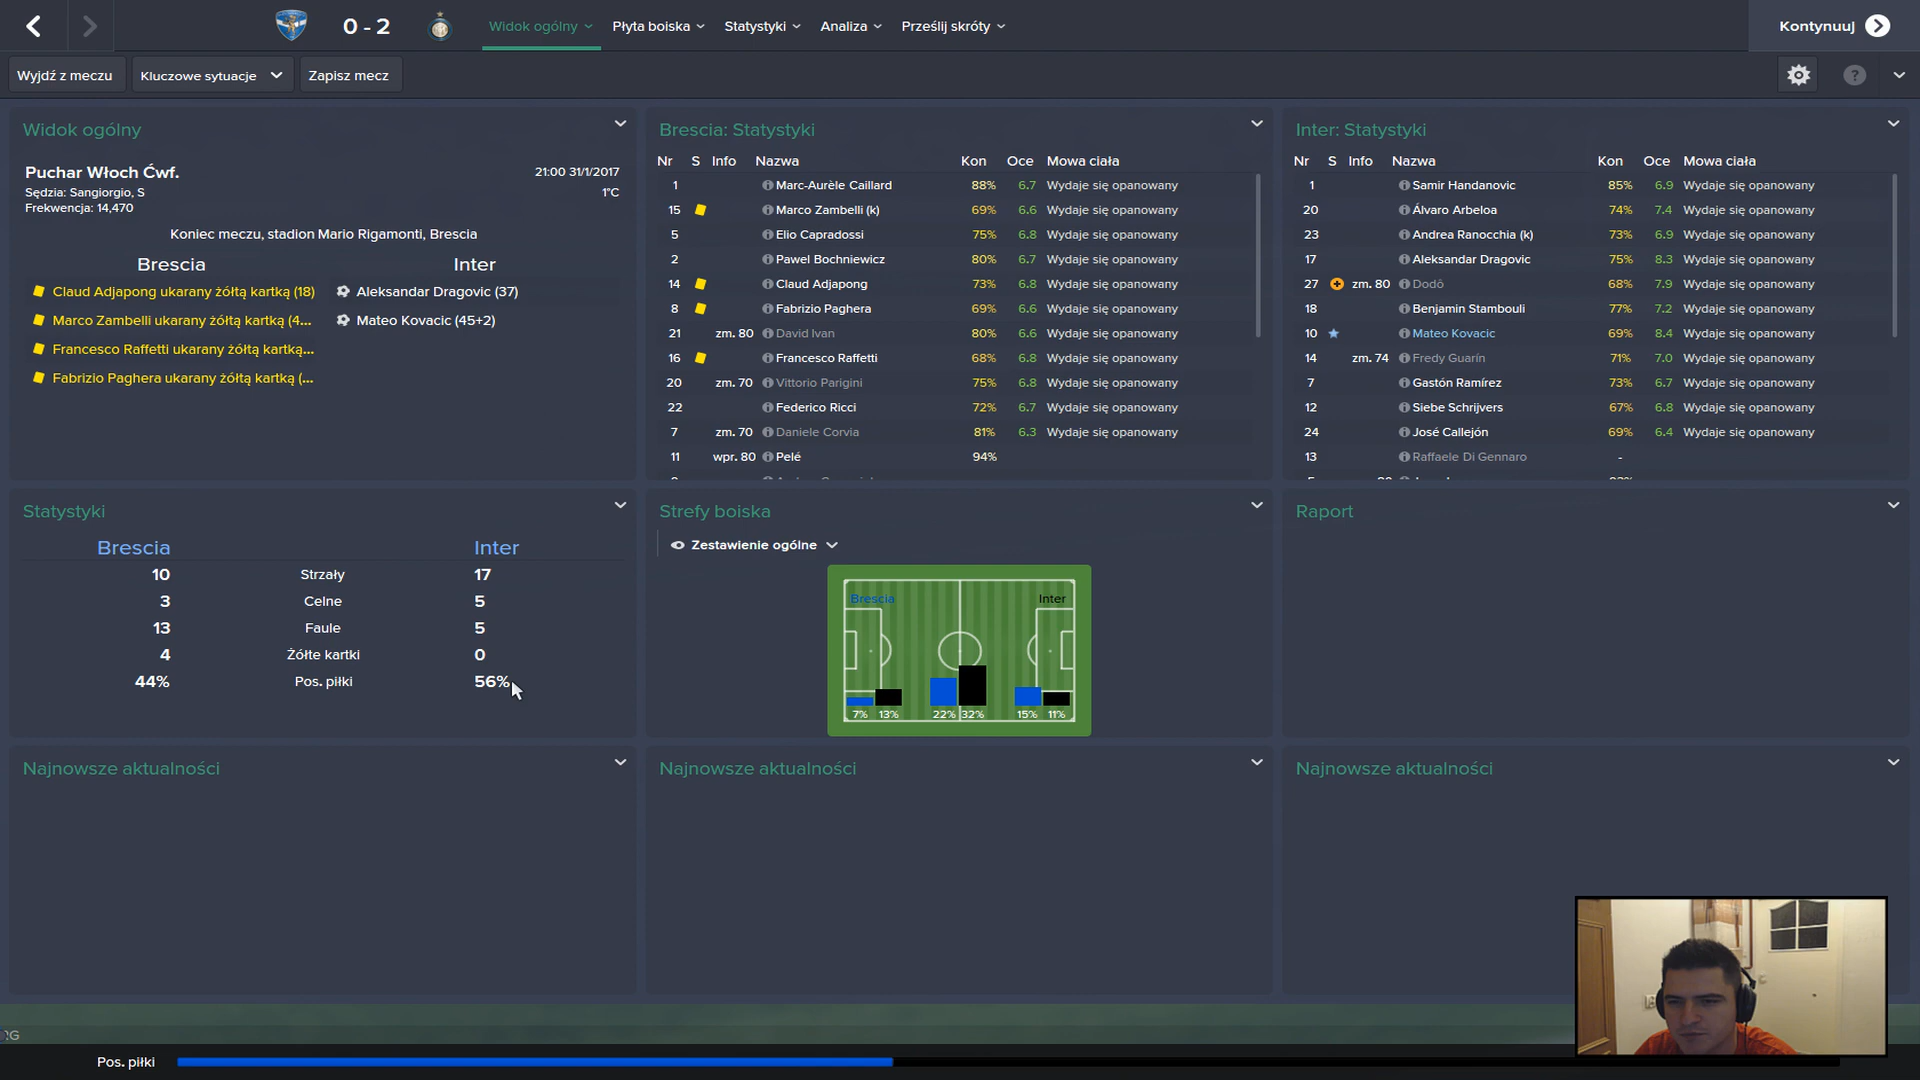 0 - 2
Widok ogólny
Płyta boiska
Statystyki
Analiza
Prześlij skróty
Kontynuuj
Wyjdź z meczu
Kluczowe sytuacje
Zapisz mecz
?
Widok ogólny
Puchar Włoch Ćwf.
21:00 31/1/2017
Sędzia: Sangiorgio, S
1°C
Frekwencja: 14,470
Koniec meczu, stadion Mario Rigamonti, Brescia
Brescia
Inter
Claud Adjapong ukarany żółtą kartką (18)
Aleksandar Dragovic (37)
Marco Zambelli ukarany żółtą kartką (4...
Mateo Kovacic (45+2)
Francesco Raffetti ukarany żółtą kartką...
Fabrizio Paghera ukarany żółtą kartką (...
Brescia: Statystyki
Nr S Info Nazwa Kon Oce Mowa ciała
1 Marc-Aurèle Caillard 88% 6.7 Wydaje się opanowany
15 Marco Zambelli (k) 69% 6.6 Wydaje się opanowany
5 Elio Capradossi 75% 6.8 Wydaje się opanowany
2 Pawel Bochniewicz 80% 6.7 Wydaje się opanowany
14 Claud Adjapong 73% 6.8 Wydaje się opanowany
8 Fabrizio Paghera 69% 6.6 Wydaje się opanowany
21 zm. 80 David Ivan 80% 6.6 Wydaje się opanowany
16 Francesco Raffetti 68% 6.8 Wydaje się opanowany
20 zm. 70 Vittorio Parigini 75% 6.8 Wydaje się opanowany
22 Federico Ricci 72% 6.7 Wydaje się opanowany
7 zm. 70 Daniele Corvia 81% 6.3 Wydaje się opanowany
11 wpr. 80 Pelé 94%
Inter: Statystyki
Nr S Info Nazwa Kon Oce Mowa ciała
1 Samir Handanovic 85% 6.9 Wydaje się opanowany
20 Álvaro Arbeloa 74% 7.4 Wydaje się opanowany
23 Andrea Ranocchia (k) 73% 6.9 Wydaje się opanowany
17 Aleksandar Dragovic 75% 8.3 Wydaje się opanowany
27 zm. 80 Dodô 68% 7.9 Wydaje się opanowany
18 Benjamin Stambouli 77% 7.2 Wydaje się opanowany
10 Mateo Kovacic 69% 8.4 Wydaje się opanowany
14 zm. 74 Fredy Guarín 71% 7.0 Wydaje się opanowany
7 Gastón Ramírez 73% 6.7 Wydaje się opanowany
12 Siebe Schrijvers 67% 6.8 Wydaje się opanowany
24 José Callejón 69% 6.4 Wydaje się opanowany
13 Raffaele Di Gennaro -
Statystyki
Brescia Inter
10 Strzały 17
3 Celne 5
13 Faule 5
4 Żółte kartki 0
44% Pos. piłki 56%
Strefy boiska
Zestawienie ogólne
Brescia Inter
7% 13% 22% 32% 15% 11%
Raport
Najnowsze aktualności
Najnowsze aktualności
Najnowsze aktualności
Pos. piłki